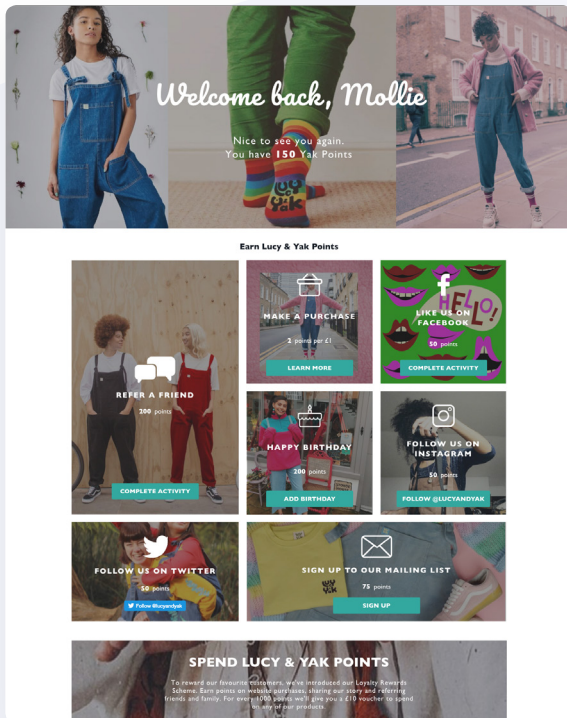 Welcome back, Mollie
Nice to see you again.
You have 150 Yak Points
LUCY & YAK
Earn Lucy & Yak Points
REFER A FRIEND
200 points
COMPLETE ACTIVITY
MAKE A PURCHASE
2 points per £1
LEARN MORE
HELLO!
LIKE US ON
FACEBOOK
50 points
COMPLETE ACTIVITY
HAPPY BIRTHDAY
200 points
ADD BIRTHDAY
FOLLOW US ON
INSTAGRAM
50 points
FOLLOW @LUCYANDYAK
FOLLOW US ON TWITTER
50 points
Follow @lucyandyak
SIGN UP TO OUR MAILING LIST
75 points
SIGN UP
SPEND LUCY & YAK POINTS
To reward our favourite customers, we've introduced our Loyalty Rewards
Scheme. Earn points on website purchases, sharing our story and referring
friends and family. For every 1000 points we'll give you a £10 voucher to spend
on any of our products.